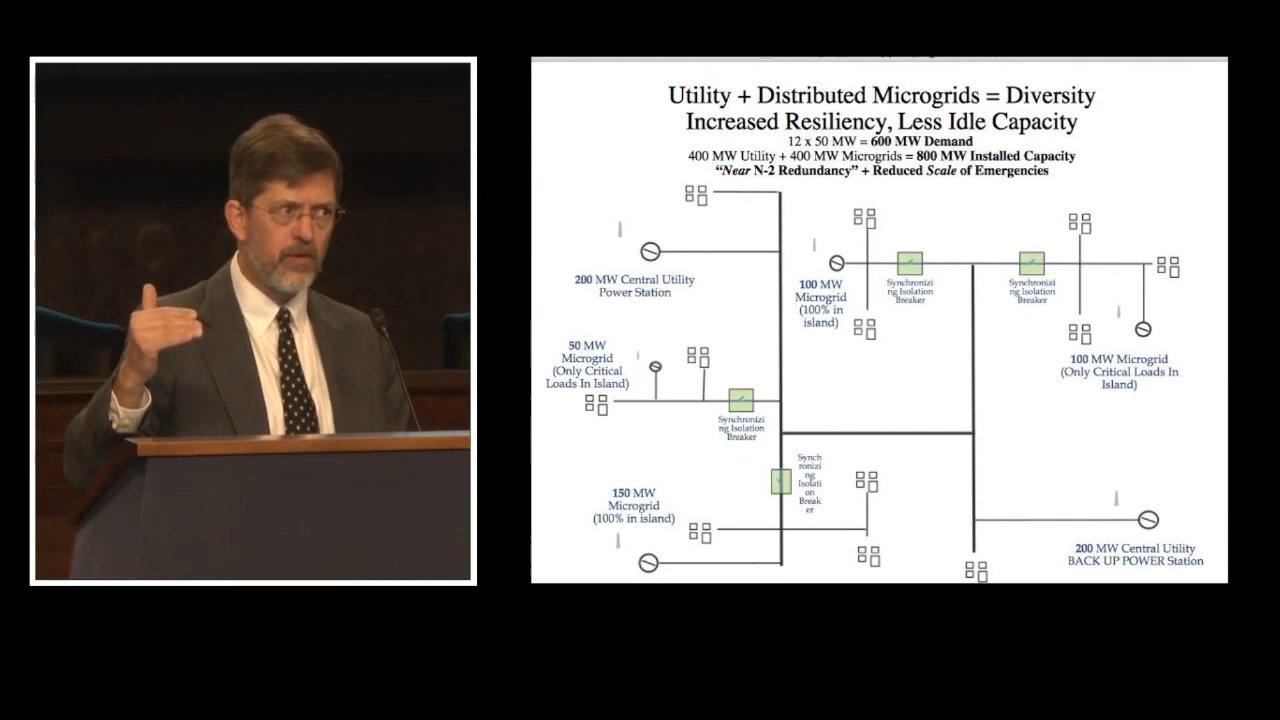 Utility + Distributed Microgrids = Diversity
Increased Resiliency, Less Idle Capacity
12 x 50 MW = 600 MW Demand
400 MW Utility + 400 MW Microgrids = 800 MW Installed Capacity
“Near N-2 Redundancy” + Reduced Scale of Emergencies
200 MW Central Utility
Power Station
100 MW
Microgrid
(100% in
island)
Synchronizi
ng Isolation
Breaker
Synchronizi
ng Isolation
Breaker
50 MW
Microgrid
(Only Critical
Loads In Island)
100 MW Microgrid
(Only Critical Loads In
Island)
Synchronizi
ng Isolation
Breaker
Synch
ronizi
ng
Isolati
on
Break
er
150 MW
Microgrid
(100% in island)
200 MW Central Utility
BACK UP POWER Station